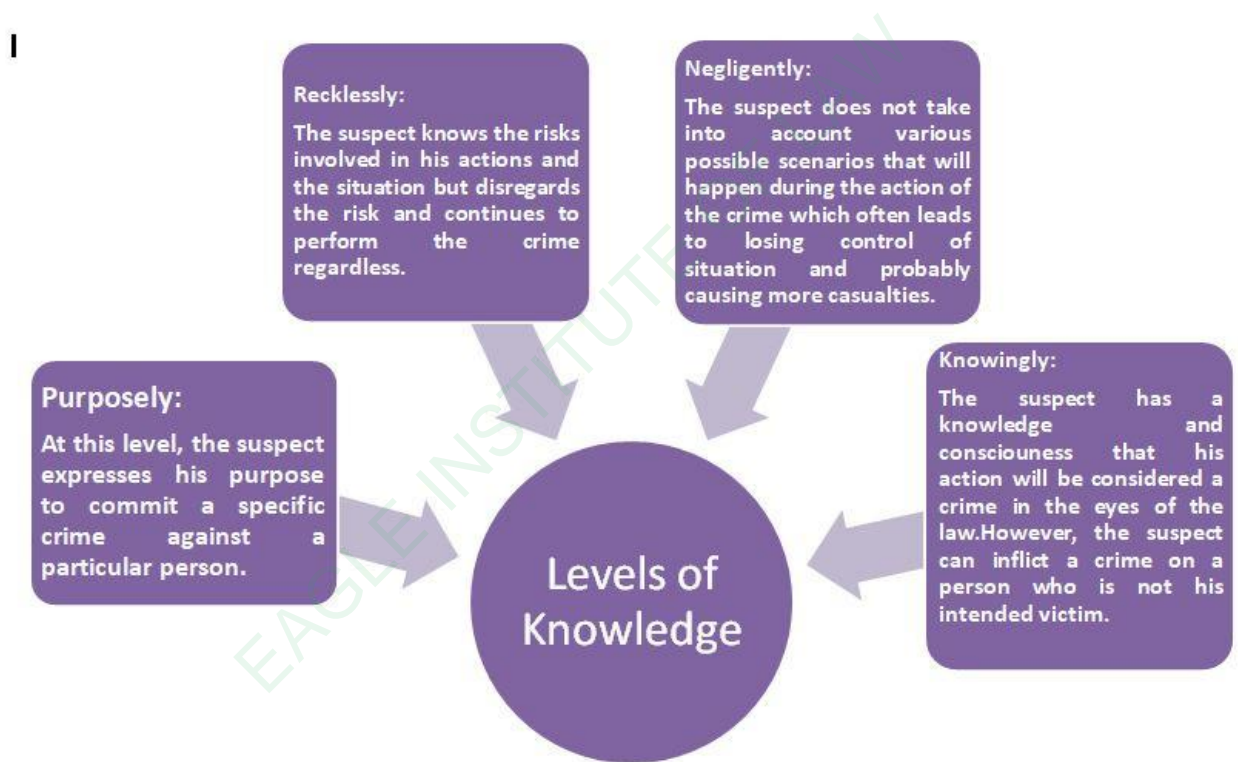 I
Recklessly:
The suspect knows the risks
involved in his actions and
the situation but disregards
the risk and continues to
perform the crime
regardless.
Negligently:
The suspect does not take
into account various
possible scenarios that will
happen during the action of
the crime which often leads
to losing control of
situation and probably
causing more casualties.
Purposely:
At this level, the suspect
expresses his purpose
to commit a specific
crime against a
particular person.
Knowingly:
The suspect has a
knowledge and
consciouness that his
action will be considered a
crime in the eyes of the
law.However, the suspect
can inflict a crime on a
person who is not his
intended victim.
Levels of
Knowledge
EAGLE INSTITUTE